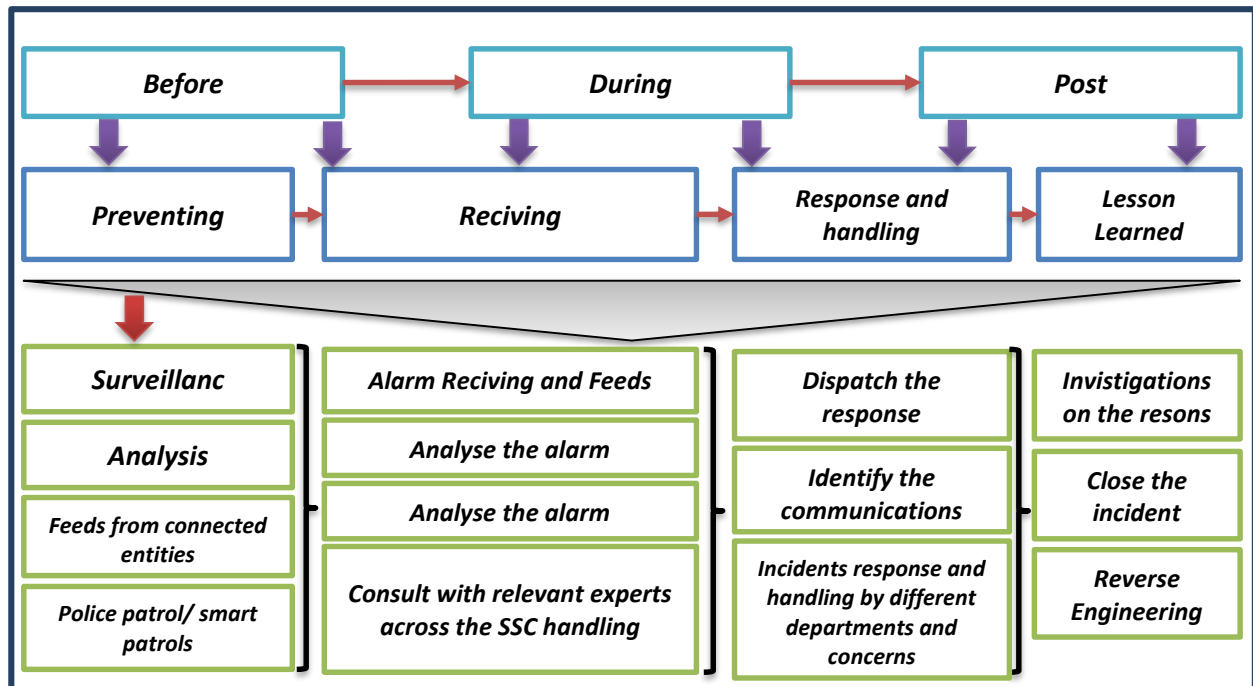 Before
During
Post
Preventing
Reciving
Response and
handling
Lesson
Learned
Surveillanc
Analysis
Feeds from connected
entities
Police patrol/ smart
patrols
Alarm Reciving and Feeds
Analyse the alarm
Analyse the alarm
Consult with relevant experts
across the SSC handling
Dispatch the
response
Identify the
communications
Incidents response and
handling by different
departments and
concerns
Invistigations
on the resons
Close the
incident
Reverse
Engineering